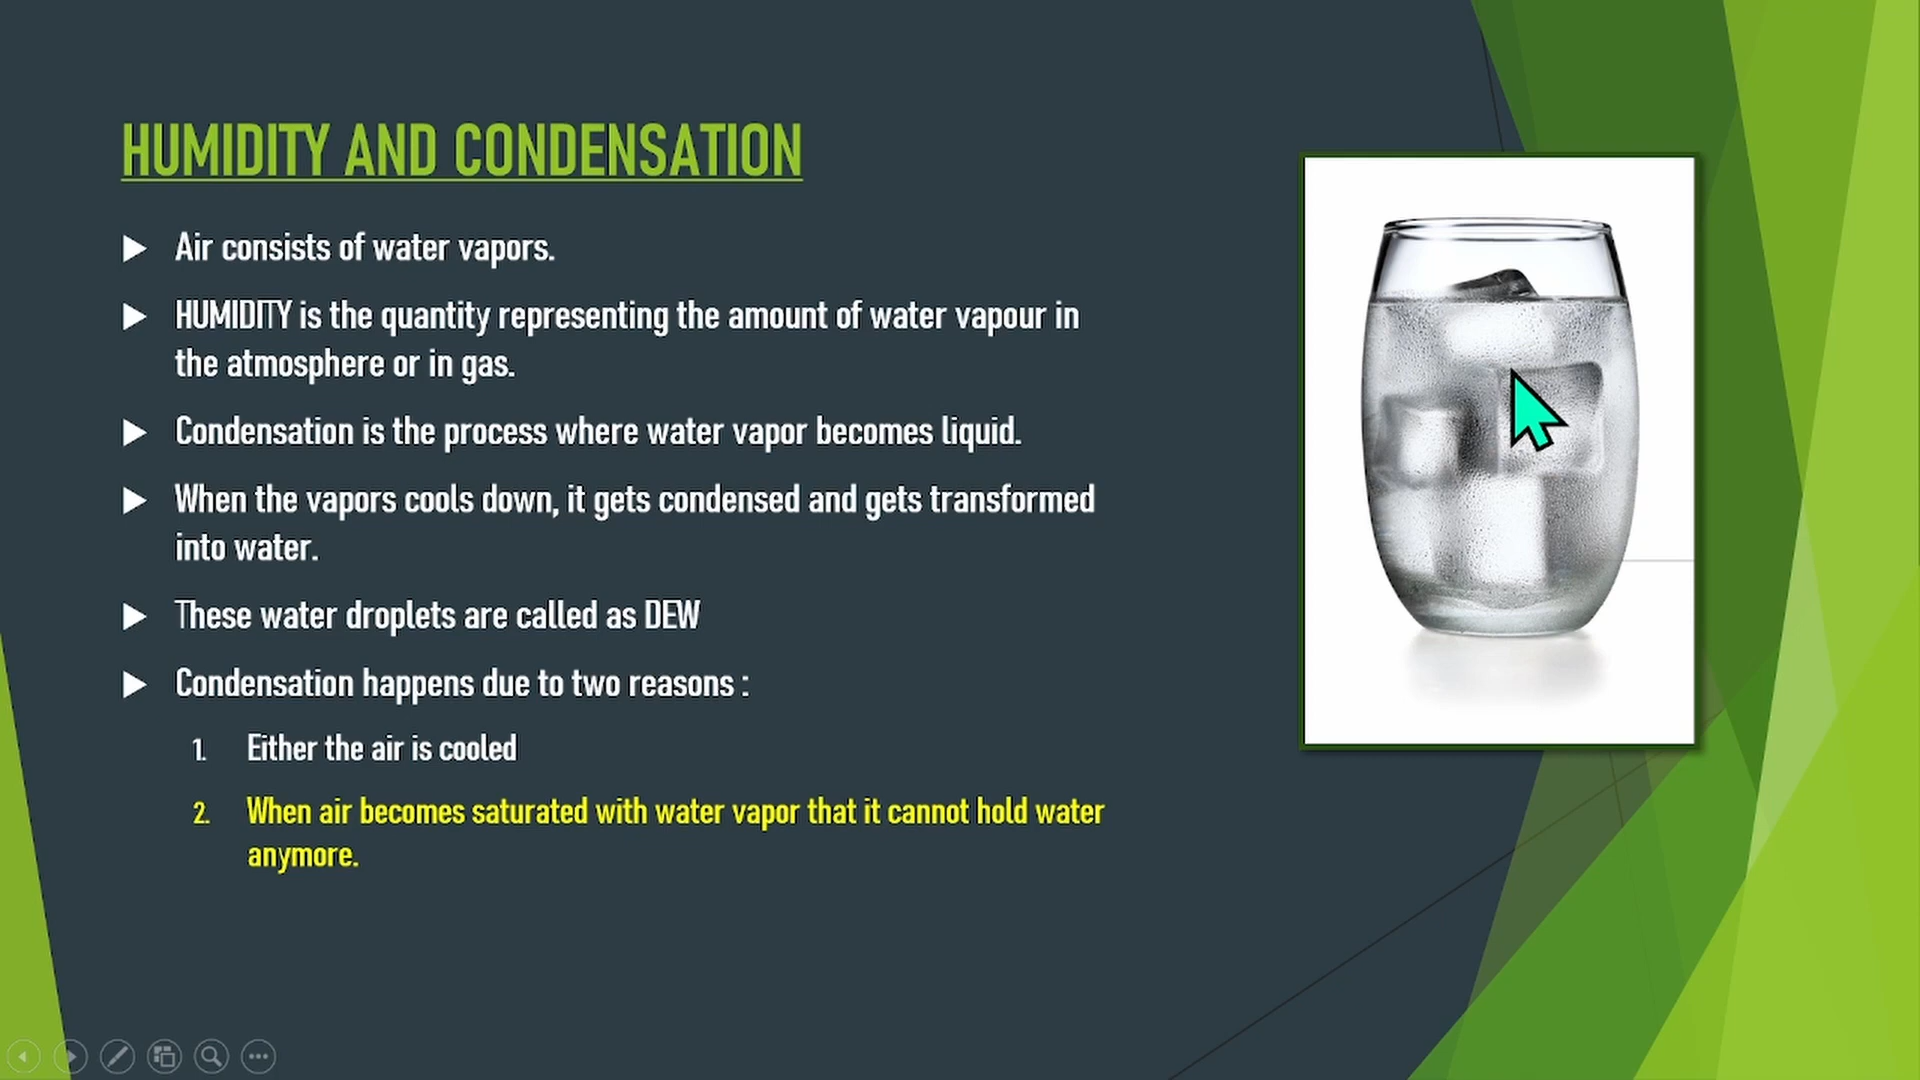 HUMIDITY AND CONDENSATION
Air consists of water vapors.
HUMIDITY is the quantity representing the amount of water vapour in
the atmosphere or in gas.
Condensation is the process where water vapor becomes liquid.
When the vapors cools down, it gets condensed and gets transformed
into water.
These water droplets are called as DEW
Condensation happens due to two reasons :
1. Either the air is cooled
2. When air becomes saturated with water vapor that it cannot hold water
anymore.